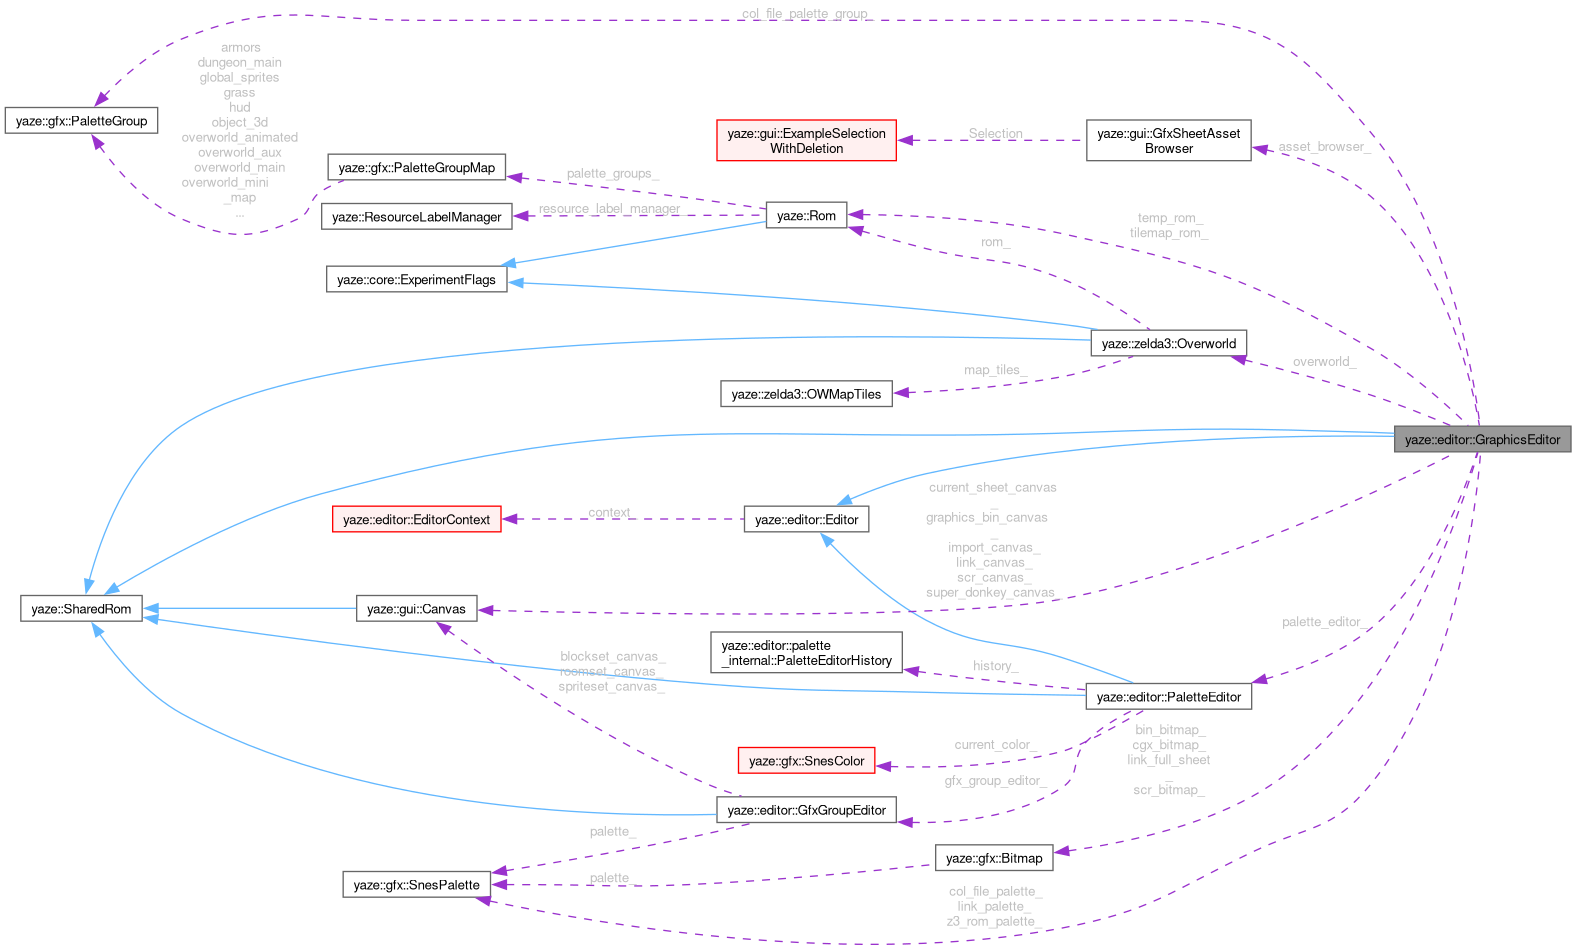 col_file_palette_group_
armors
dungeon_main
global_sprites
grass
hud
object_3d
overworld_animated
overworld_aux
overworld_main
overworld_mini
_map
_
yaze::gfx::PaletteGroup
yaze::gui::ExampleSelection
WithDeletion
Selection
yaze::gui::GfxSheetAsset
Browser
asset_browser_
yaze::gfx::PaletteGroupMap
palette_groups_
yaze::ResourceLabelManager
resource_label_manager_
yaze::Rom
temp_rom_
tilemap_rom_
rom_
yaze::core::ExperimentFlags
yaze::zelda3::Overworld
overworld_
map_tiles_
yaze::zelda3::OWMapTiles
yaze::editor::GraphicsEditor
current_sheet_canvas
_
graphics_bin_canvas
_
import_canvas_
link_canvas_
scr_canvas_
super_donkey_canvas_
yaze::editor::EditorContext
context_
yaze::editor::Editor
yaze::SharedRom
yaze::gui::Canvas
palette_editor_
yaze::editor::palette
_internal::PaletteEditorHistory
history_
blockset_canvas_
roomset_canvas_
spriteset_canvas_
yaze::editor::PaletteEditor
bin_bitmap_
cgx_bitmap_
link_full_sheet
_
scr_bitmap_
yaze::gfx::SnesColor
current_color_
gfx_group_editor_
yaze::editor::GfxGroupEditor
palette_
yaze::gfx::Bitmap
yaze::gfx::SnesPalette
palette_
col_file_palette_
link_palette_
z3_rom_palette_